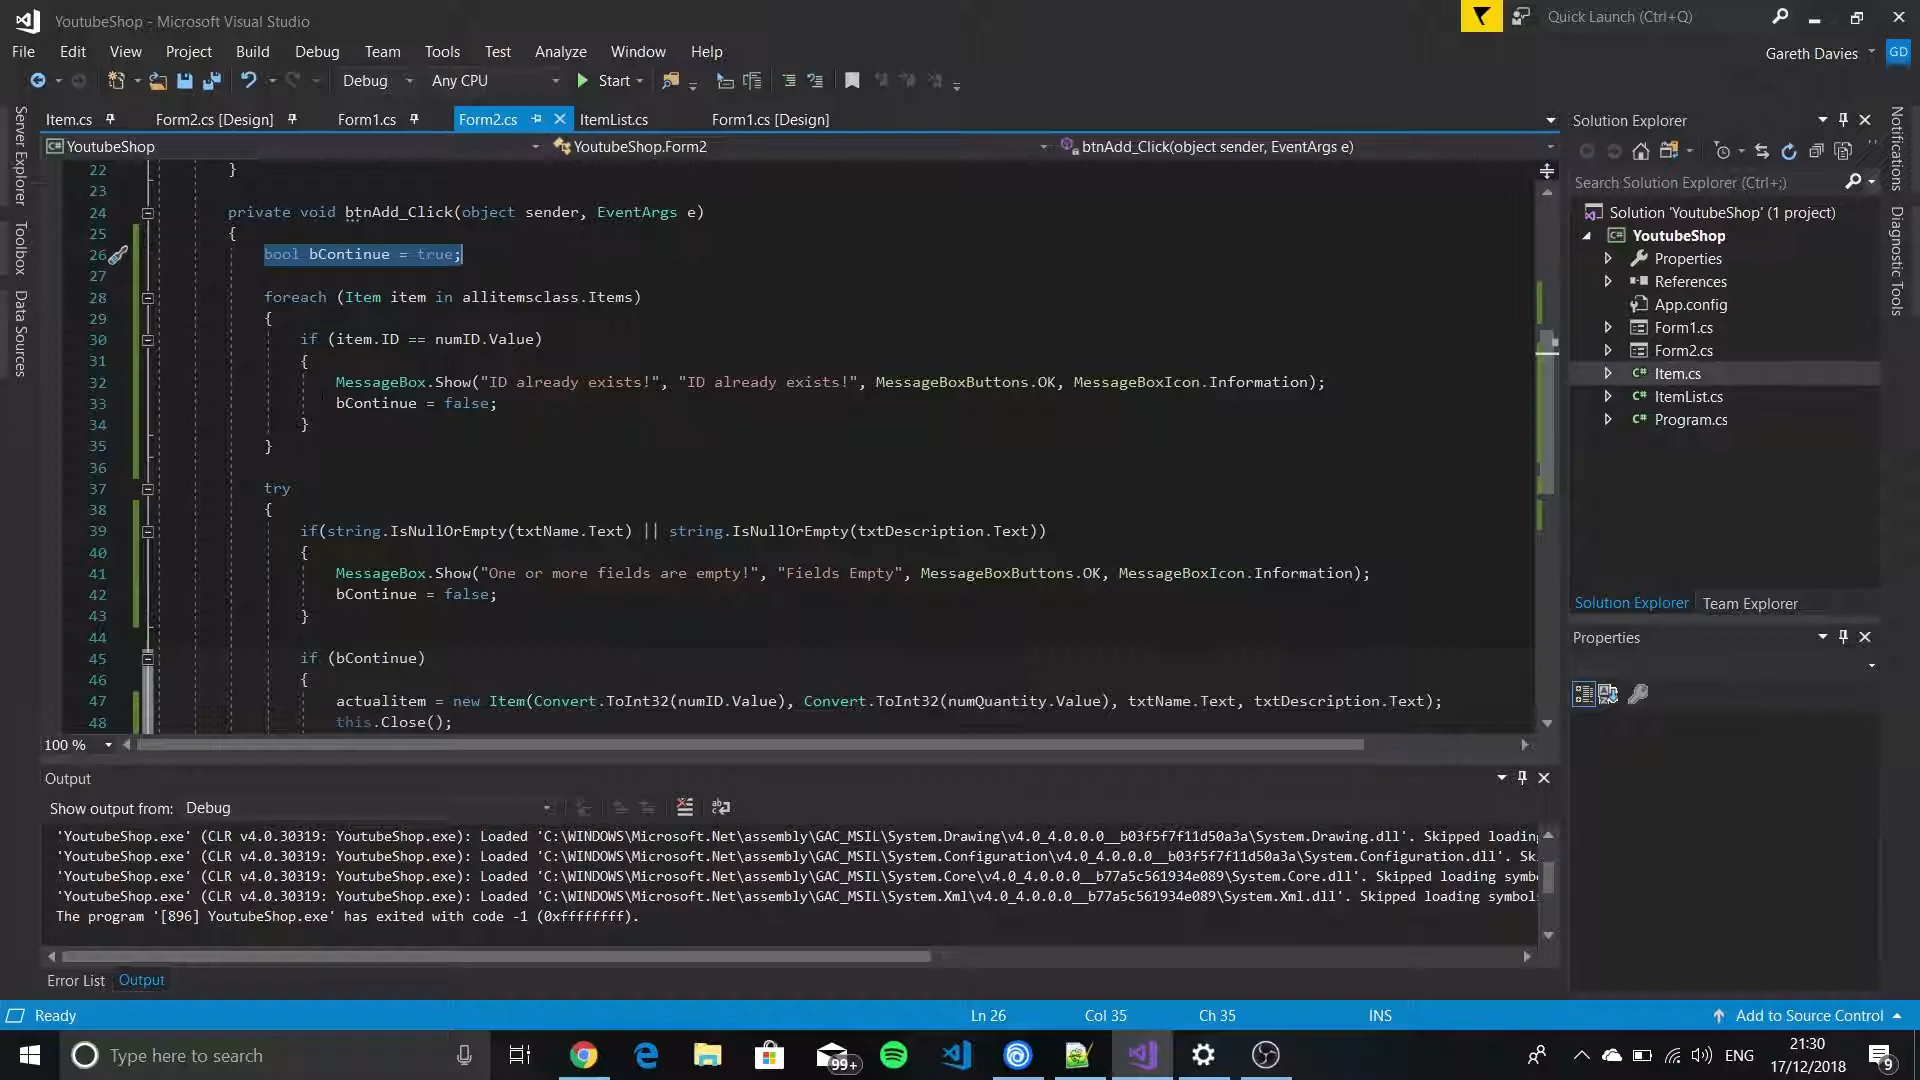 YoutubeShop - Microsoft Visual Studio
Quick Launch (Ctrl+Q)
File Edit View Project Build Debug Team Tools Test Analyze Window Help
Gareth Davies GD
Debug Any CPU Start
Item.cs Form2.cs [Design] Form1.cs Form2.cs ItemList.cs Form1.cs [Design]
YoutubeShop YoutubeShop.Form2 btnAdd_Click(object sender, EventArgs e)
Server Explorer
Toolbox
Data Sources
22 }
23
24 private void btnAdd_Click(object sender, EventArgs e)
25 {
26 bool bContinue = true;
27
28 foreach (Item item in allitemsclass.Items)
29 {
30 if (item.ID == numID.Value)
31 {
32 MessageBox.Show("ID already exists!", "ID already exists!", MessageBoxButtons.OK, MessageBoxIcon.Information);
33 bContinue = false;
34 }
35 }
36
37 try
38 {
39 if(string.IsNullOrEmpty(txtName.Text) || string.IsNullOrEmpty(txtDescription.Text))
40 {
41 MessageBox.Show("One or more fields are empty!", "Fields Empty", MessageBoxButtons.OK, MessageBoxIcon.Information);
42 bContinue = false;
43 }
44
45 if (bContinue)
46 {
47 actualitem = new Item(Convert.ToInt32(numID.Value), Convert.ToInt32(numQuantity.Value), txtName.Text, txtDescription.Text);
48 this.Close();
100 %
Output
Show output from: Debug
'YoutubeShop.exe' (CLR v4.0.30319: YoutubeShop.exe): Loaded 'C:\WINDOWS\Microsoft.Net\assembly\GAC_MSIL\System.Drawing\v4.0_4.0.0.0__b03f5f7f11d50a3a\System.Drawing.dll'. Skipped loading
'YoutubeShop.exe' (CLR v4.0.30319: YoutubeShop.exe): Loaded 'C:\WINDOWS\Microsoft.Net\assembly\GAC_MSIL\System.Configuration\v4.0_4.0.0.0__b03f5f7f11d50a3a\System.Configuration.dll'. Sk
'YoutubeShop.exe' (CLR v4.0.30319: YoutubeShop.exe): Loaded 'C:\WINDOWS\Microsoft.Net\assembly\GAC_MSIL\System.Core\v4.0_4.0.0.0__b77a5c561934e089\System.Core.dll'. Skipped loading symb
'YoutubeShop.exe' (CLR v4.0.30319: YoutubeShop.exe): Loaded 'C:\WINDOWS\Microsoft.Net\assembly\GAC_MSIL\System.Xml\v4.0_4.0.0.0__b77a5c561934e089\System.Xml.dll'. Skipped loading symbols
The program '[896] YoutubeShop.exe' has exited with code -1 (0xffffffff).
Error List Output
Solution Explorer
Search Solution Explorer (Ctrl+;)
Solution 'YoutubeShop' (1 project)
YoutubeShop
Properties
References
App.config
Form1.cs
Form2.cs
Item.cs
ItemList.cs
Program.cs
Solution Explorer Team Explorer
Properties
Notifications
Diagnostic Tools
Ready Ln 26 Col 35 Ch 35 INS Add to Source Control
Type here to search
99+
ENG
21:30
17/12/2018
9